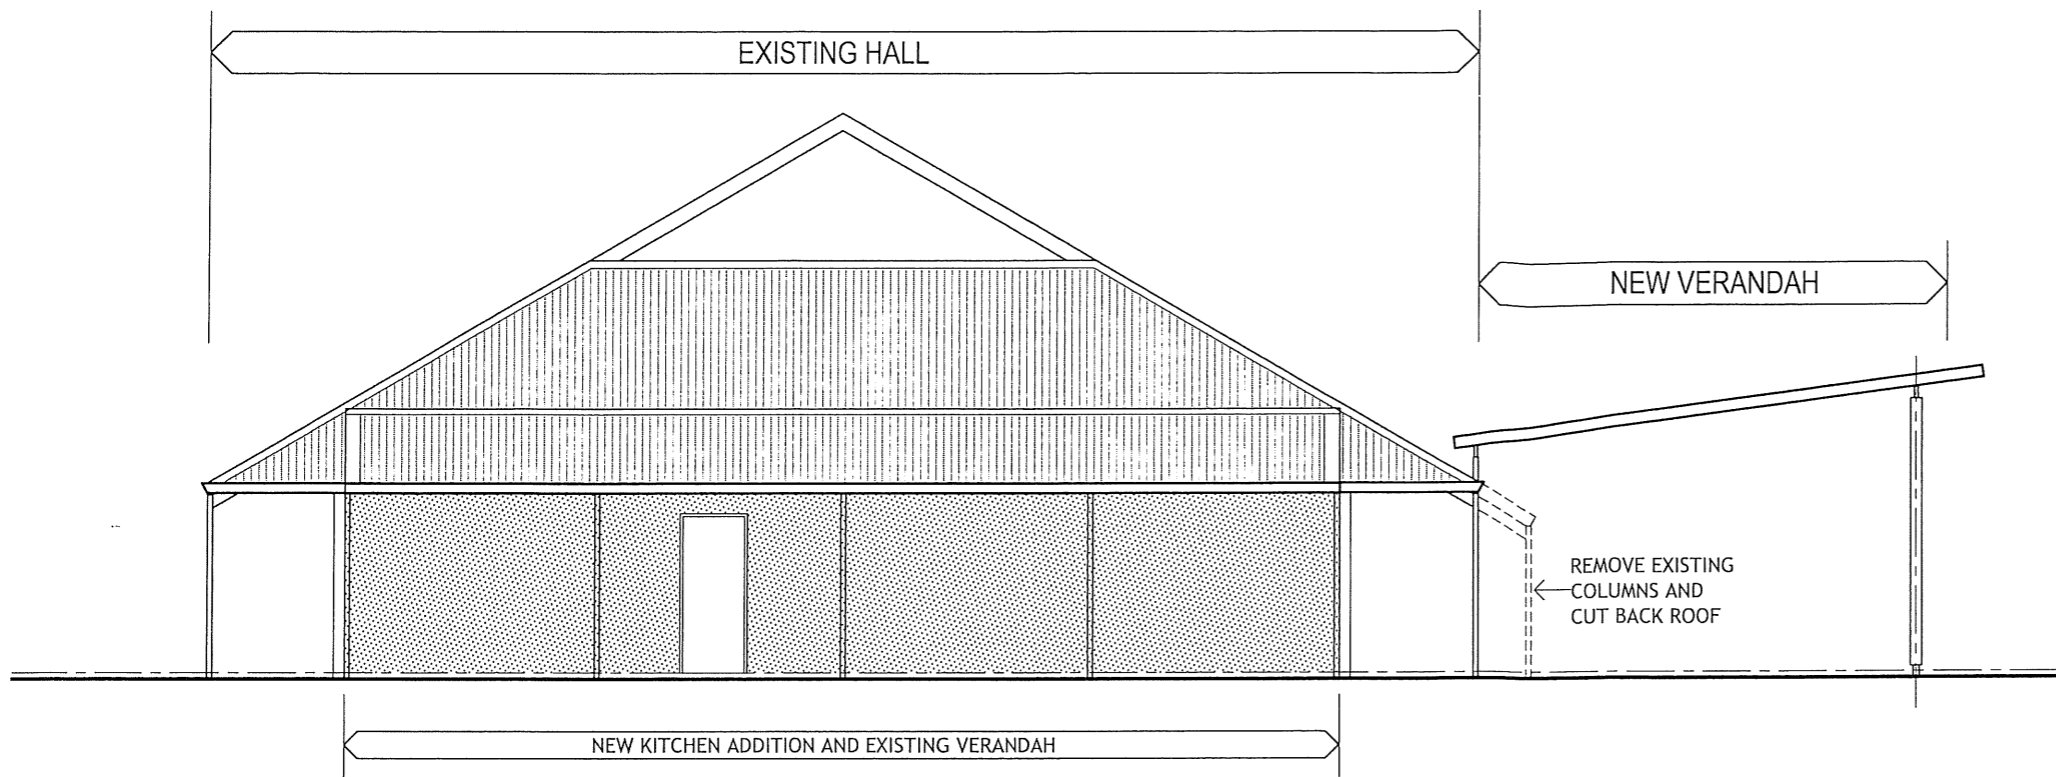 EXISTING HALL
NEW VERANDAH
REMOVE EXISTING
COLUMNS AND
CUT BACK ROOF
NEW KITCHEN ADDITION AND EXISTING VERANDAH